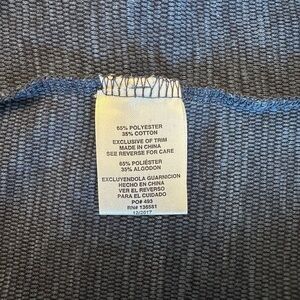 65% POLYESTER
35% COTTON
EXCLUSIVE OF TRIM
MADE IN CHINA
SEE REVERSE FOR CARE
65% POLIÉSTER
35% ALGODON
EXCLUYENDOLA GUARNICION
HECHO EN CHINA
VER EL REVERSO
PARA EL CUIDADO
PO# 493
RN# 136551
12/2017